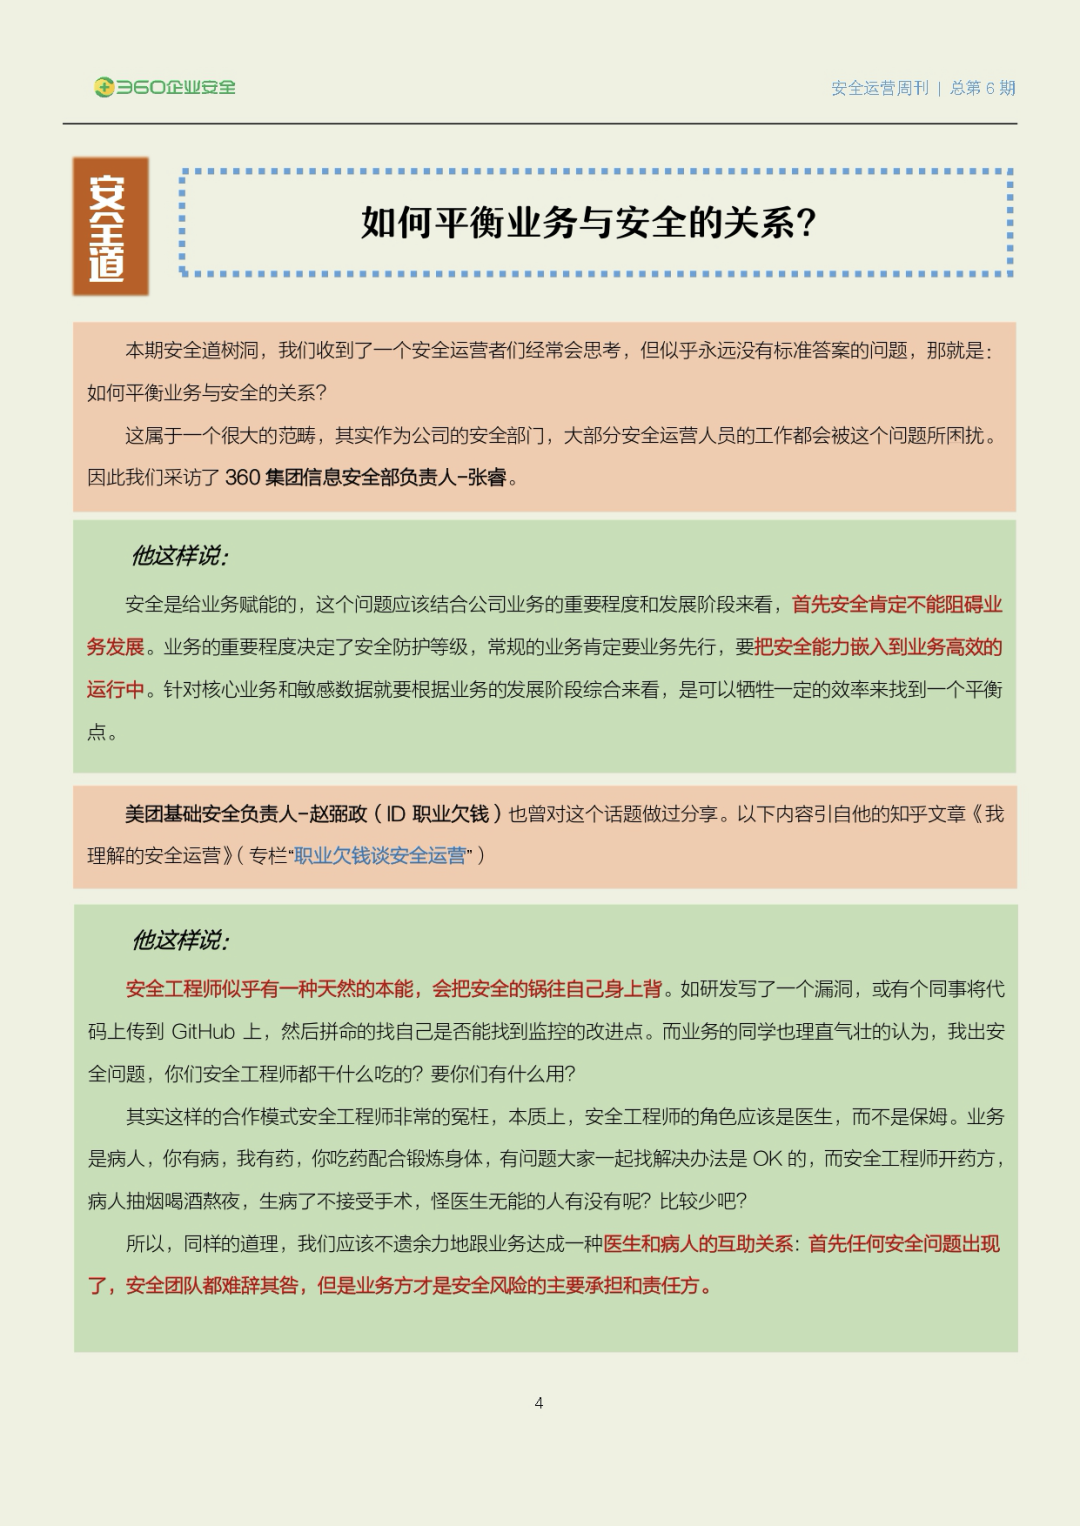 360企业安全
安全运营周刊 | 总第 6 期
安全道
如何平衡业务与安全的关系？
本期安全道树洞，我们收到了一个安全运营者们经常会思考，但似乎永远没有标准答案的问题，那就是：
如何平衡业务与安全的关系？
这属于一个很大的范畴，其实作为公司的安全部门，大部分安全运营人员的工作都会被这个问题所困扰。
因此我们采访了 360 集团信息安全部负责人-张睿。
他这样说：
安全是给业务赋能的，这个问题应该结合公司业务的重要程度和发展阶段来看，首先安全肯定不能阻碍业
务发展。业务的重要程度决定了安全防护等级，常规的业务肯定要业务先行，要把安全能力嵌入到业务高效的
运行中。针对核心业务和敏感数据就要根据业务的发展阶段综合来看，是可以牺牲一定的效率来找到一个平衡
点。
美团基础安全负责人-赵弼政（ID 职业欠钱）也曾对这个话题做过分享。以下内容引自他的知乎文章《我
理解的安全运营》（专栏“职业欠钱谈安全运营”）
他这样说：
安全工程师似乎有一种天然的本能，会把安全的锅往自己身上背。如研发写了一个漏洞，或有个同事将代
码上传到 GitHub 上，然后拼命的找自己是否能找到监控的改进点。而业务的同学也理直气壮的认为，我出安
全问题，你们安全工程师都干什么吃的？要你们有什么用？
其实这样的合作模式安全工程师非常的冤枉，本质上，安全工程师的角色应该是医生，而不是保姆。业务
是病人，你有病，我有药，你吃药配合锻炼身体，有问题大家一起找解决办法是 OK 的，而安全工程师开药方，
病人抽烟喝酒熬夜，生病了不接受手术，怪医生无能的人有没有呢？比较少吧？
所以，同样的道理，我们应该不遗余力地跟业务达成一种医生和病人的互助关系：首先任何安全问题出现
了，安全团队都难辞其咎，但是业务方才是安全风险的主要承担和责任方。
4